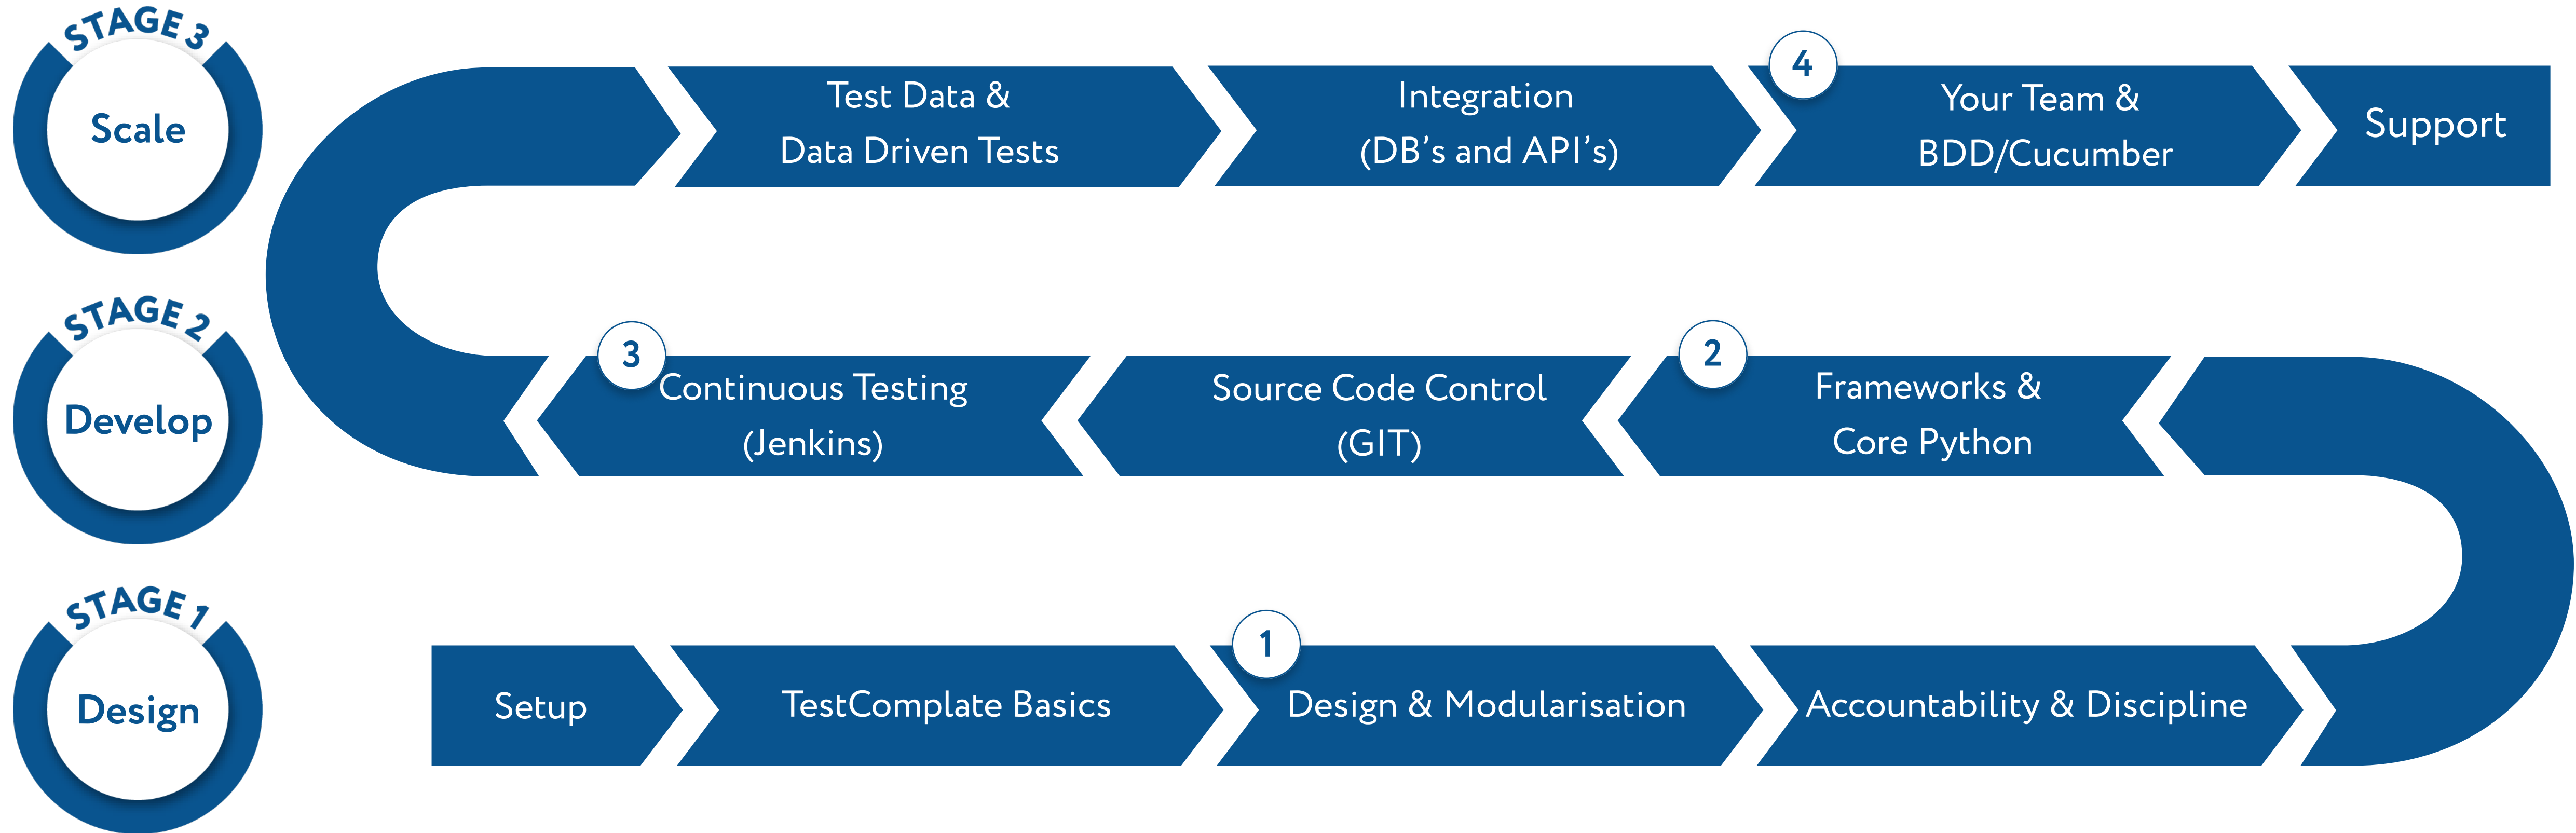 STAGE 3
Scale
Test Data &
Data Driven Tests
Integration
(DB's and API's)
4
Your Team &
BDD/Cucumber
Support
STAGE 2
Develop
3
Continuous Testing
(Jenkins)
Source Code Control
(GIT)
2
Frameworks &
Core Python
STAGE 1
Design
Setup
TestComplate Basics
1
Design & Modularisation
Accountability & Discipline